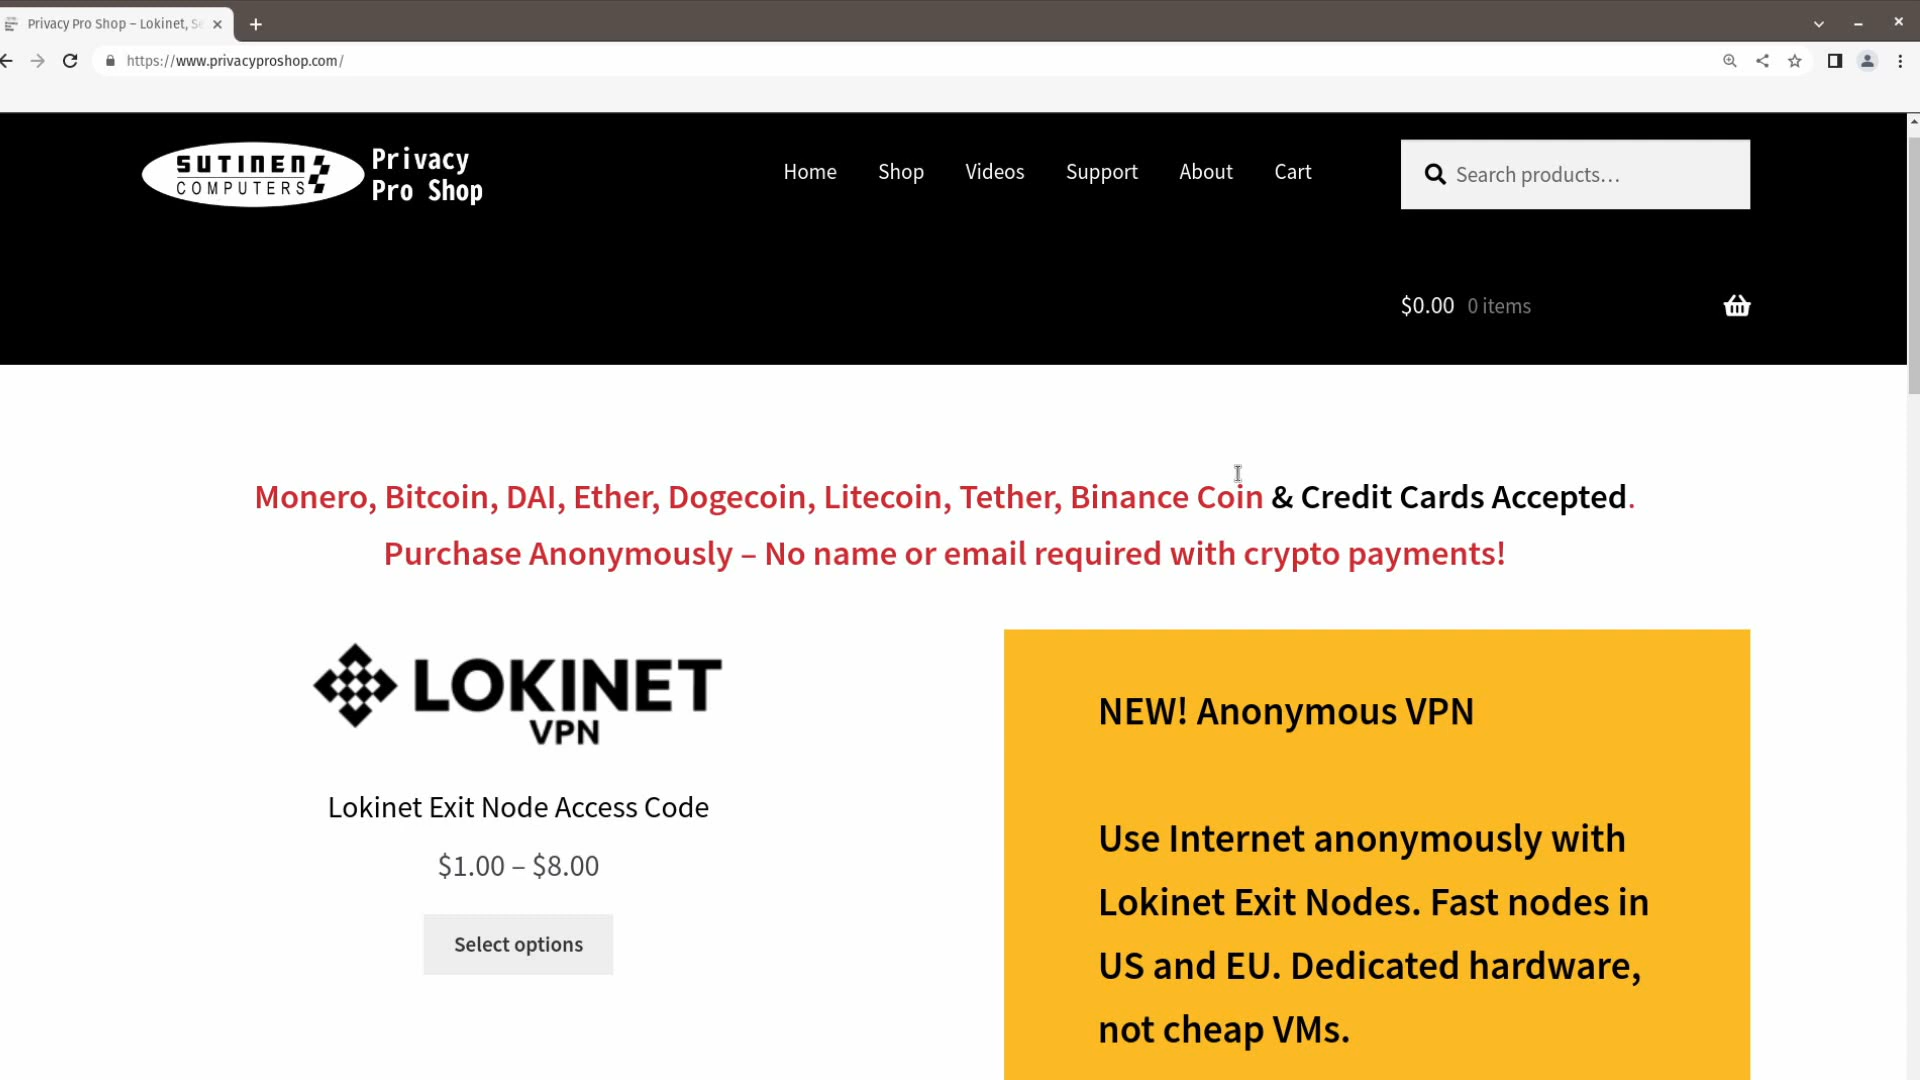 Privacy Pro Shop – Lokinet, Se
https://www.privacyproshop.com/
SUTINEN
COMPUTERS
Privacy
Pro Shop
Home Shop Videos Support About Cart
Search products…
$0.00 0 items
Monero, Bitcoin, DAI, Ether, Dogecoin, Litecoin, Tether, Binance Coin & Credit Cards Accepted.
Purchase Anonymously – No name or email required with crypto payments!
LOKINET
VPN
Lokinet Exit Node Access Code
$1.00 – $8.00
Select options
NEW! Anonymous VPN
Use Internet anonymously with
Lokinet Exit Nodes. Fast nodes in
US and EU. Dedicated hardware,
not cheap VMs.